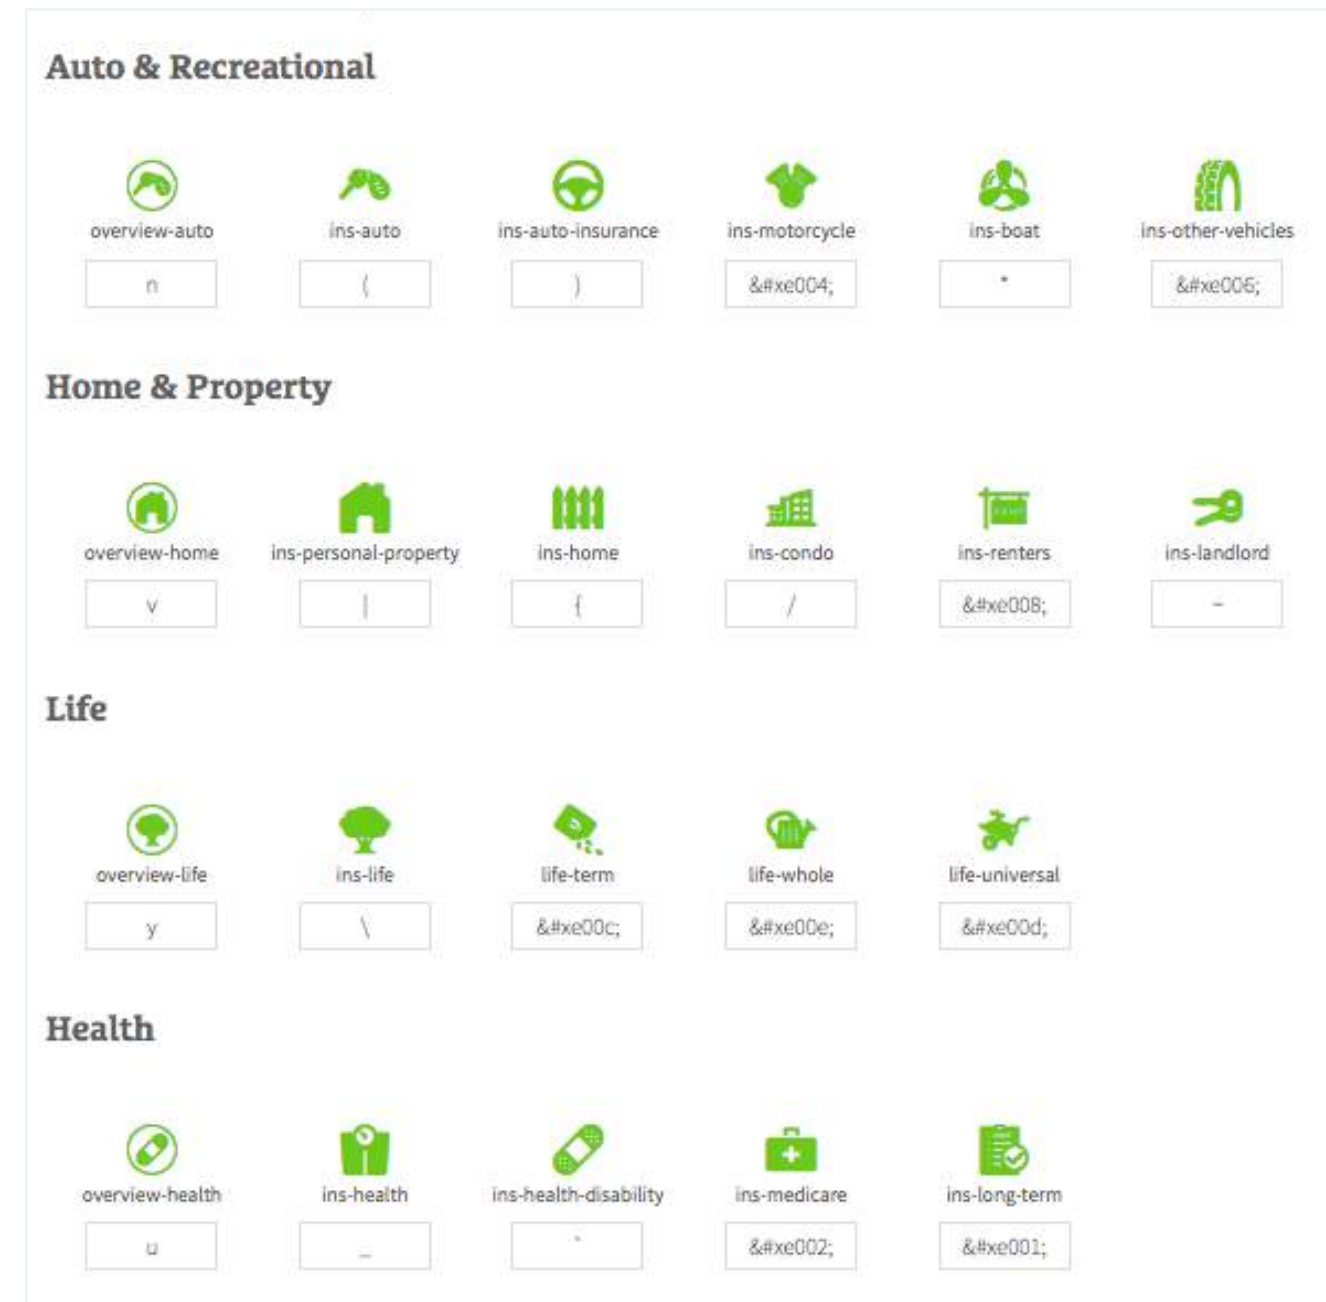 Auto & Recreational
overview-auto ins-auto ins-auto-insurance ins-motorcycle ins-boat ins-other-vehicles
n ( ) &#xe004; * &#xe006;
Home & Property
overview-home ins-personal-property ins-home ins-condo ins-renters ins-landlord
v | { / &#xe008; ~
Life
overview-life ins-life life-term life-whole life-universal
y \ &#xe00c; &#xe00e; &#xe00d;
Health
overview-health ins-health ins-health-disability ins-medicare ins-long-term
u _ ` &#xe002; &#xe001;